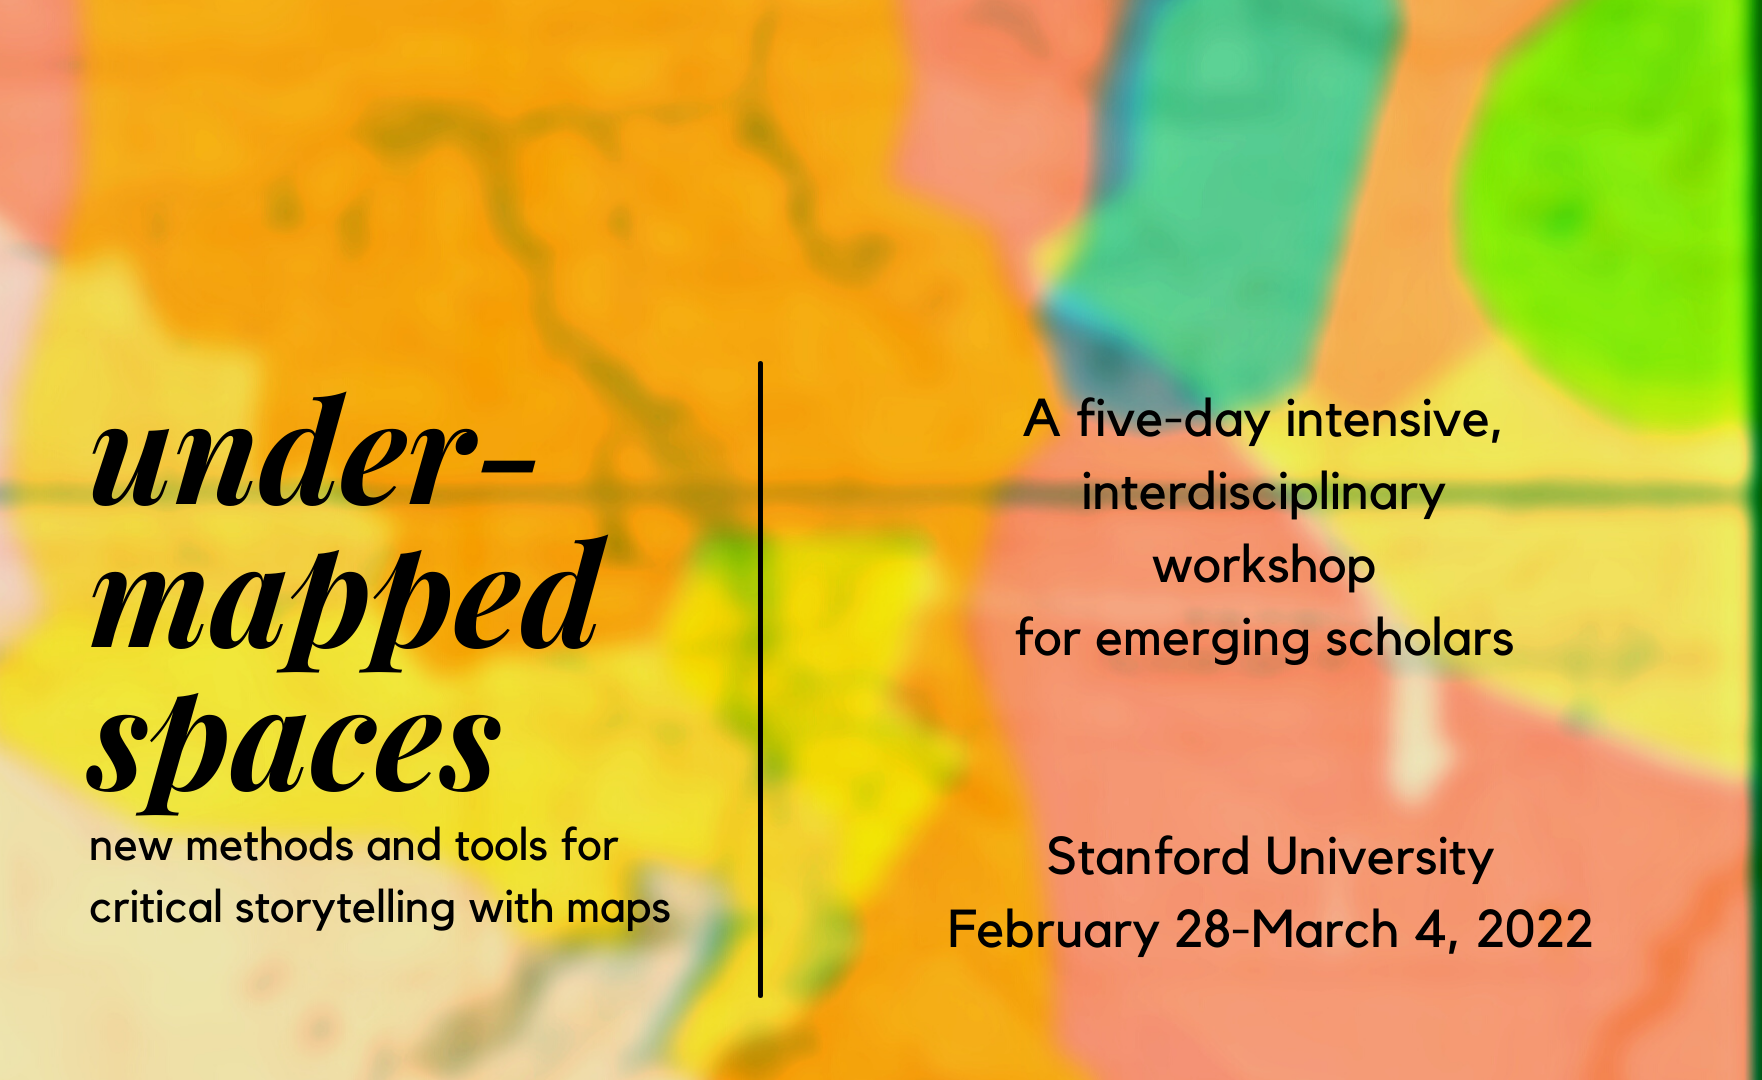 under-
mapped
spaces
new methods and tools for
critical storytelling with maps
A five-day intensive,
interdisciplinary
workshop
for emerging scholars
Stanford University
February 28-March 4, 2022